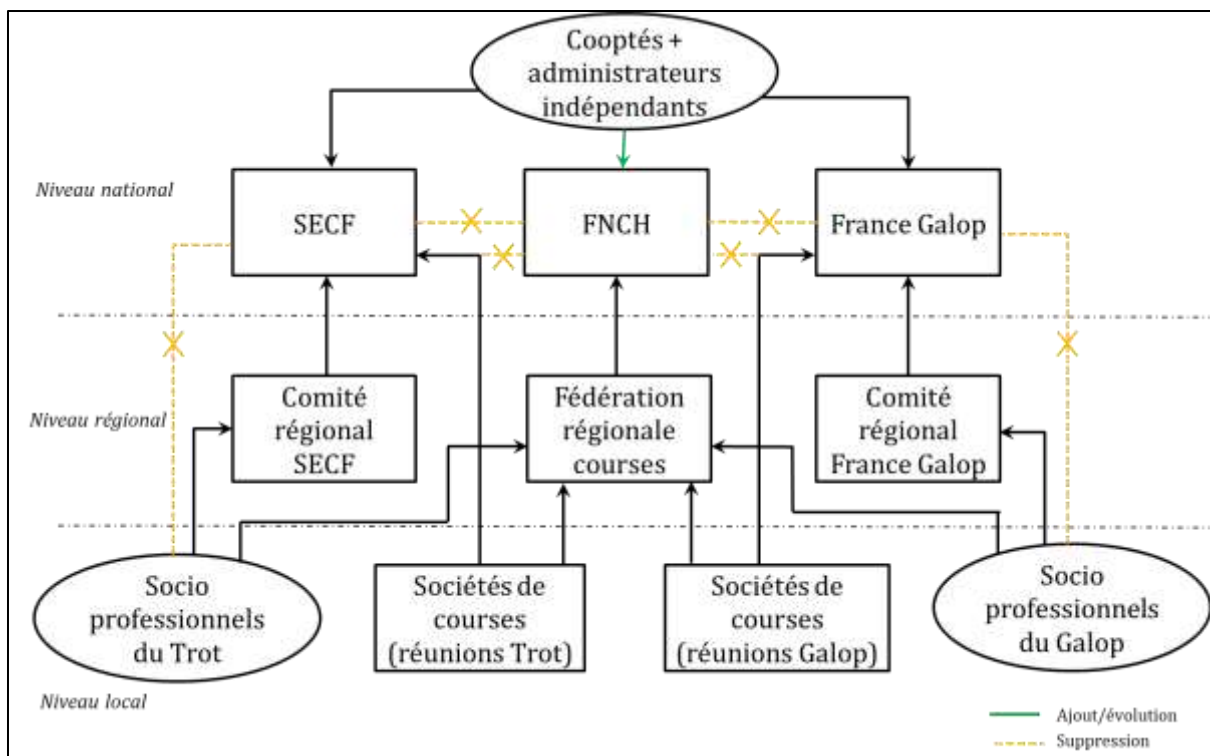 Cooptés +
administrateurs
indépendants
Niveau national
SECF
FNCH
France Galop
Comité
régional
SECF
Fédération
régionale
courses
Comité
régional
France Galop
Niveau régional
Socio
professionnels
du Trot
Sociétés de
courses
(réunions Trot)
Sociétés de
courses
(réunions Galop)
Socio
professionnels
du Galop
Niveau local
Ajout/évolution
Suppression